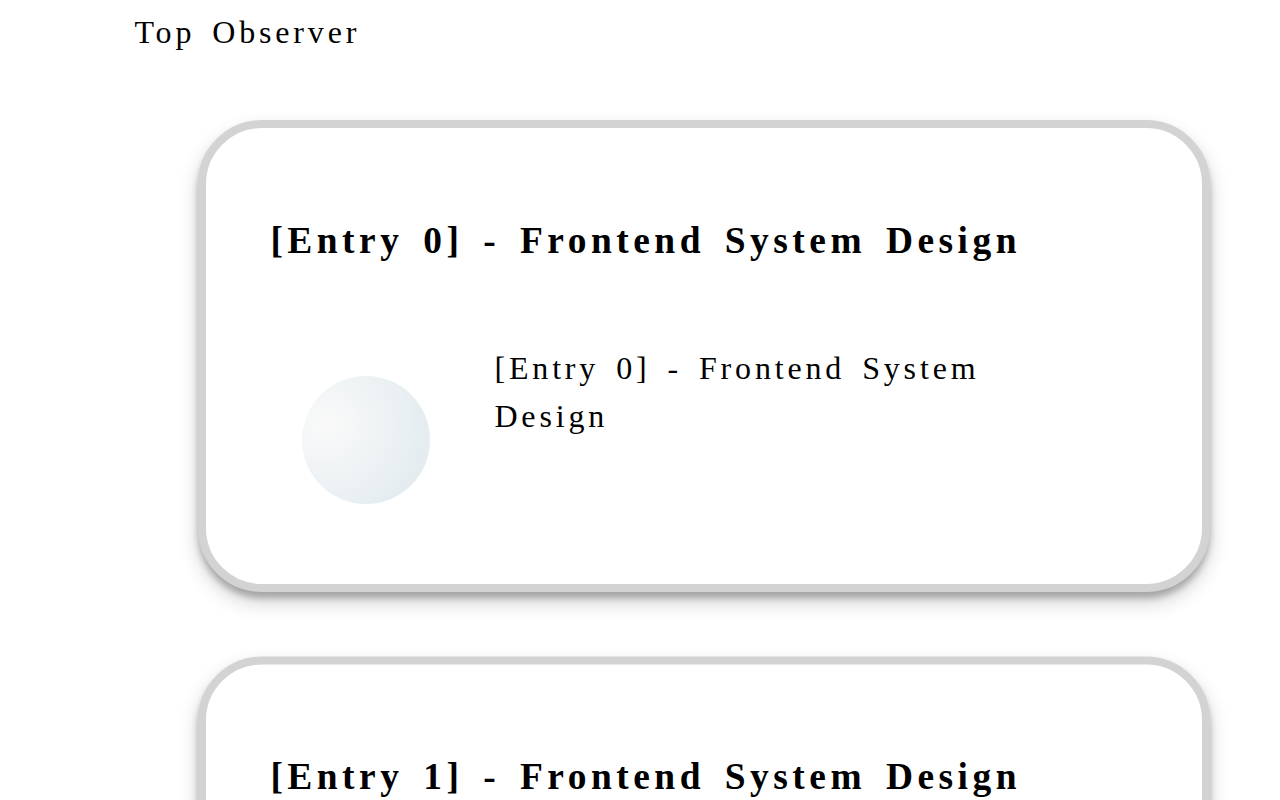 Top Observer
[Entry 0] - Frontend System Design
[Entry 0] - Frontend System
Design
[Entry 1] - Frontend System Design